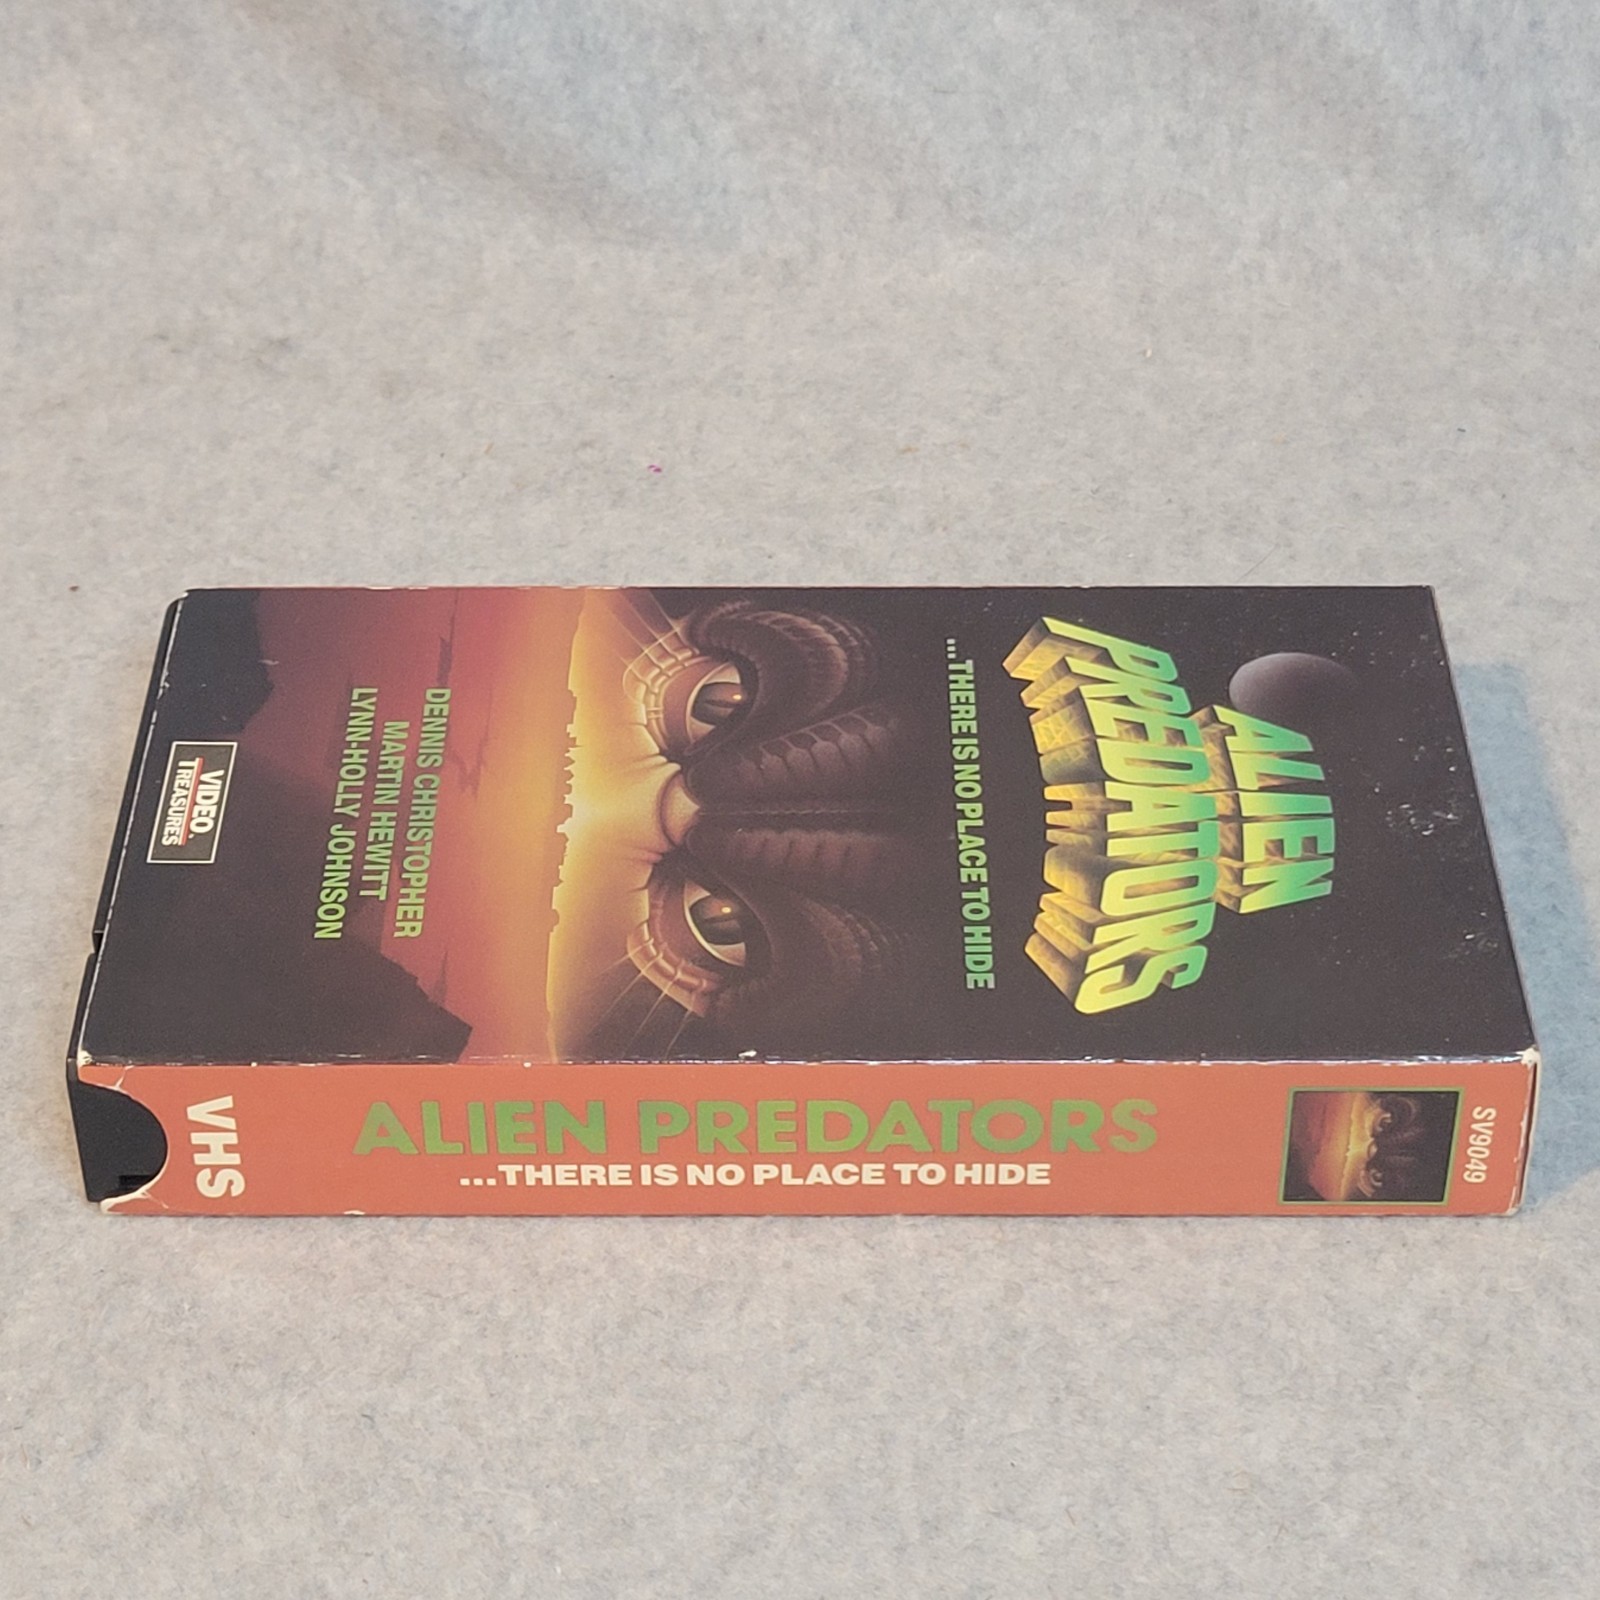 ALIEN
PREDATORS
...THERE IS NO PLACE TO HIDE
DENNIS CHRISTOPHER
MARTIN HEWITT
LYNN-HOLLY JOHNSON
VIDEO
TREASURES
VHS
ALIEN PREDATORS
...THERE IS NO PLACE TO HIDE
SV9049